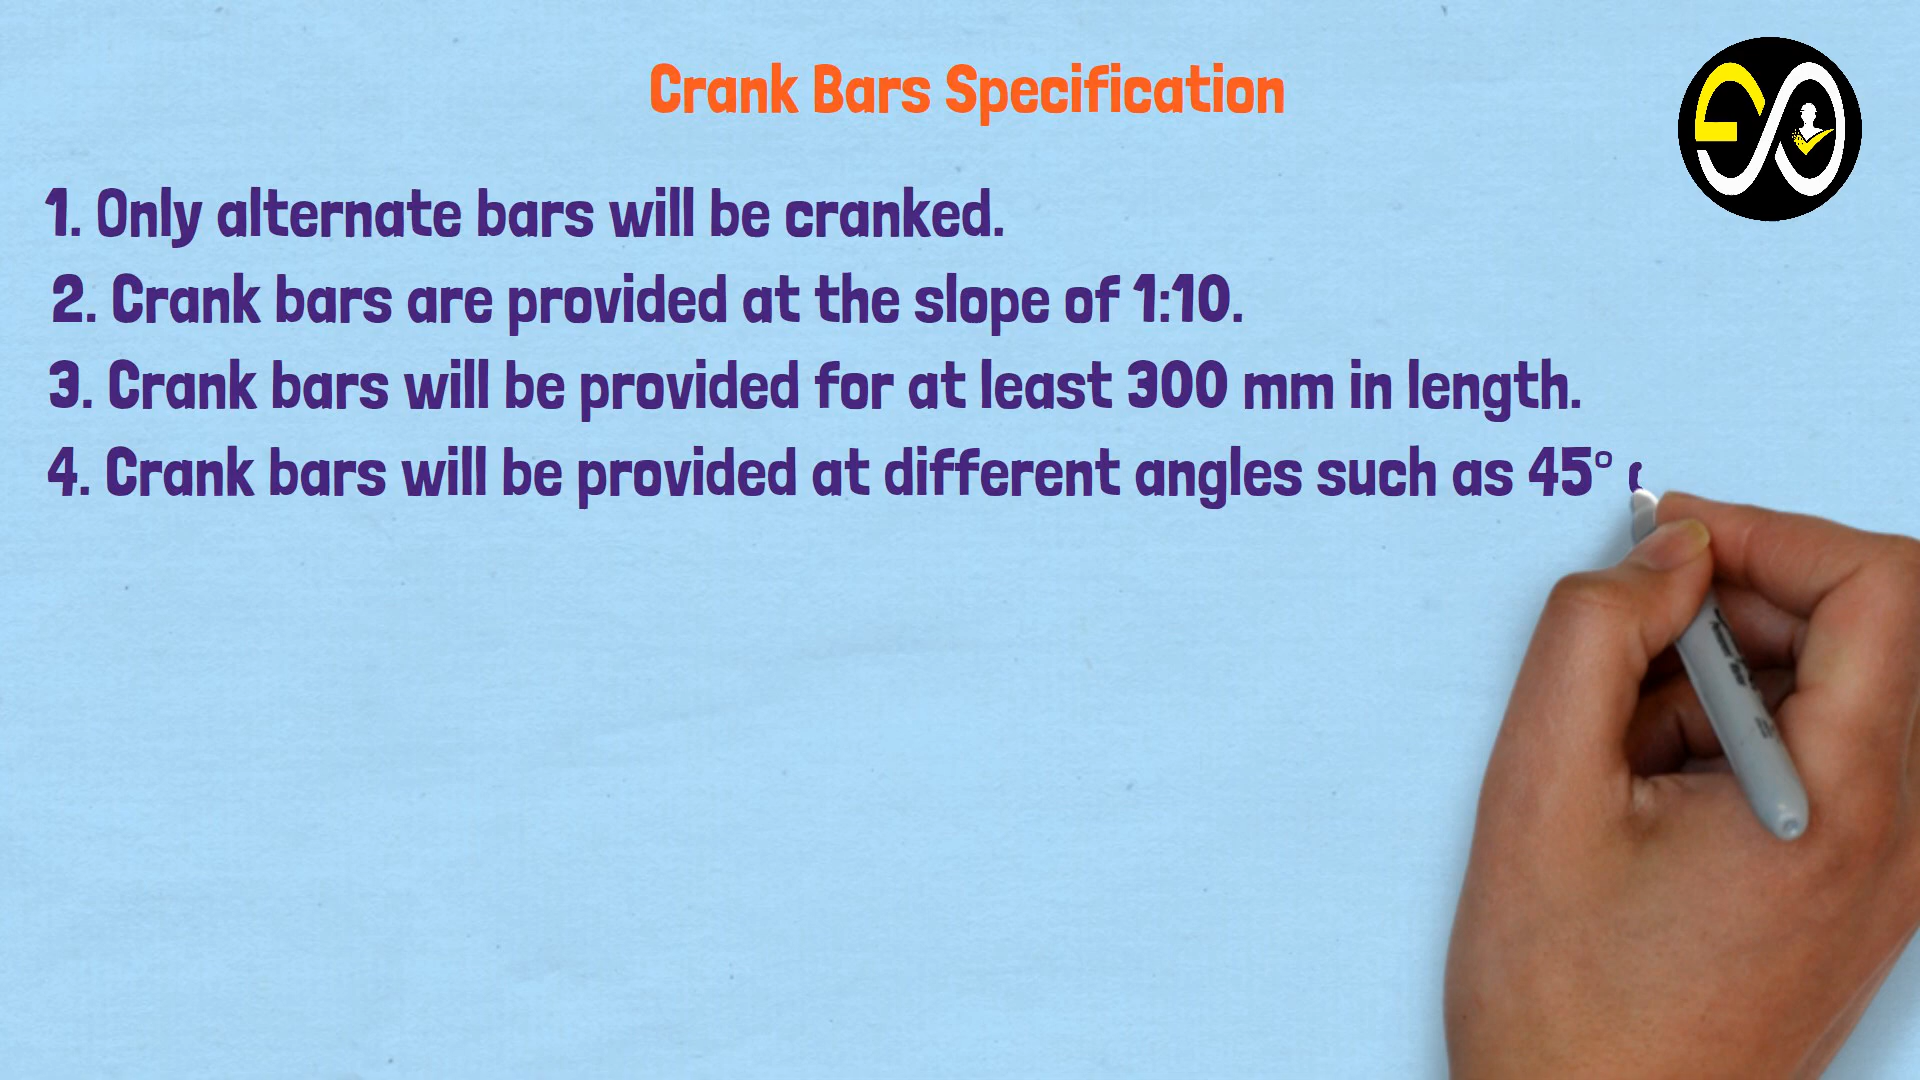 Crank Bars Specification
1. Only alternate bars will be cranked.
2. Crank bars are provided at the slope of 1:10.
3. Crank bars will be provided for at least 300 mm in length.
4. Crank bars will be provided at different angles such as 45°